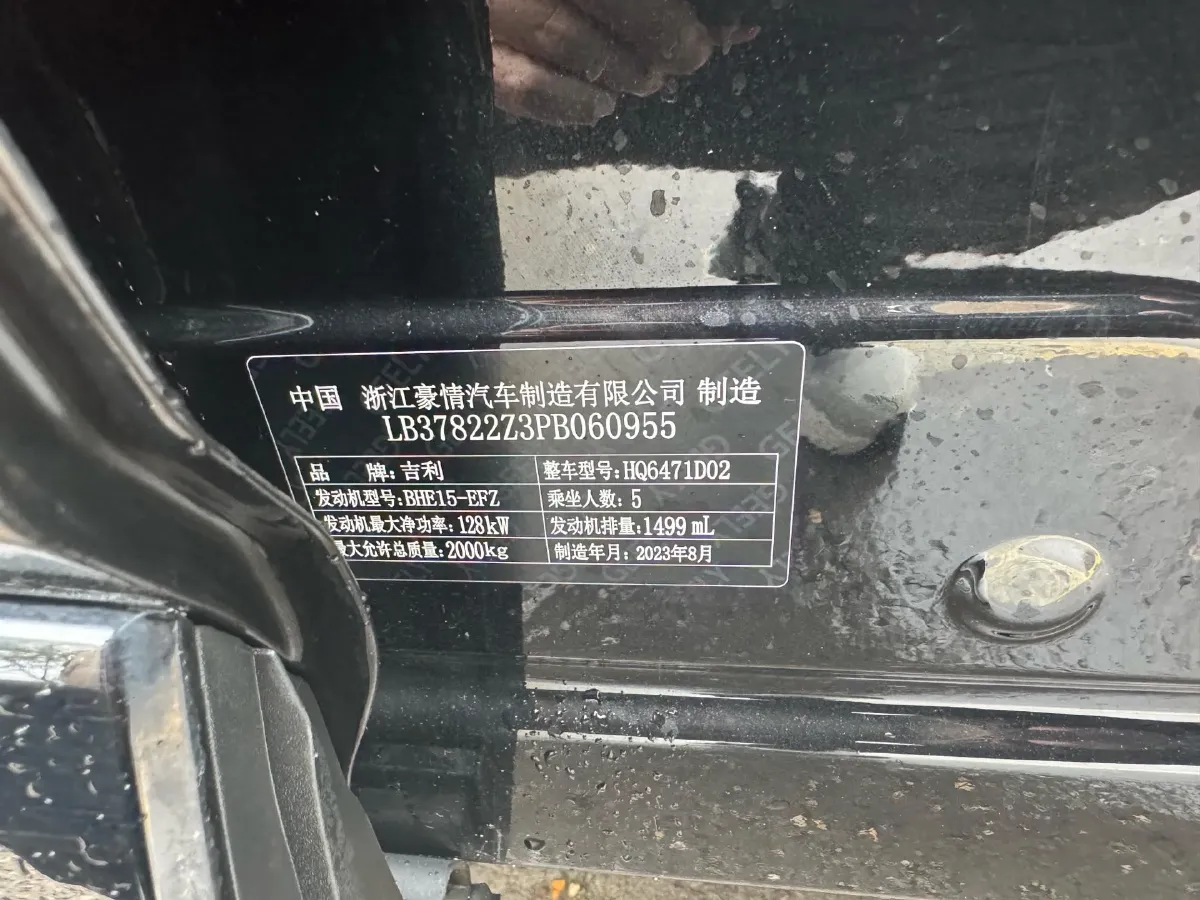 中国 浙江豪情汽车制造有限公司 制造
LB37822Z3PB060955
品 牌: 吉利 整车型号: HQ6471D02
发动机型号: BHE15-EFZ 乘坐人数: 5
发动机最大净功率: 128kW 发动机排量: 1499 mL
最大允许总质量: 2000kg 制造年月: 2023年8月